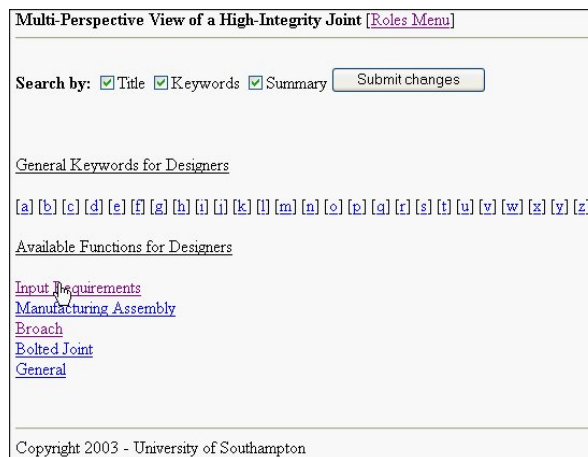 Multi-Perspective View of a High-Integrity Joint [Roles Menu]
Search by: Title Keywords Summary Submit changes
General Keywords for Designers
[a] [b] [c] [d] [e] [f] [g] [h] [i] [j] [k] [l] [m] [n] [o] [p] [q] [r] [s] [t] [u] [v] [w] [x] [y] [z]
Available Functions for Designers
Input Requirements
Manufacturing Assembly
Broach
Bolted Joint
General
Copyright 2003 - University of Southampton